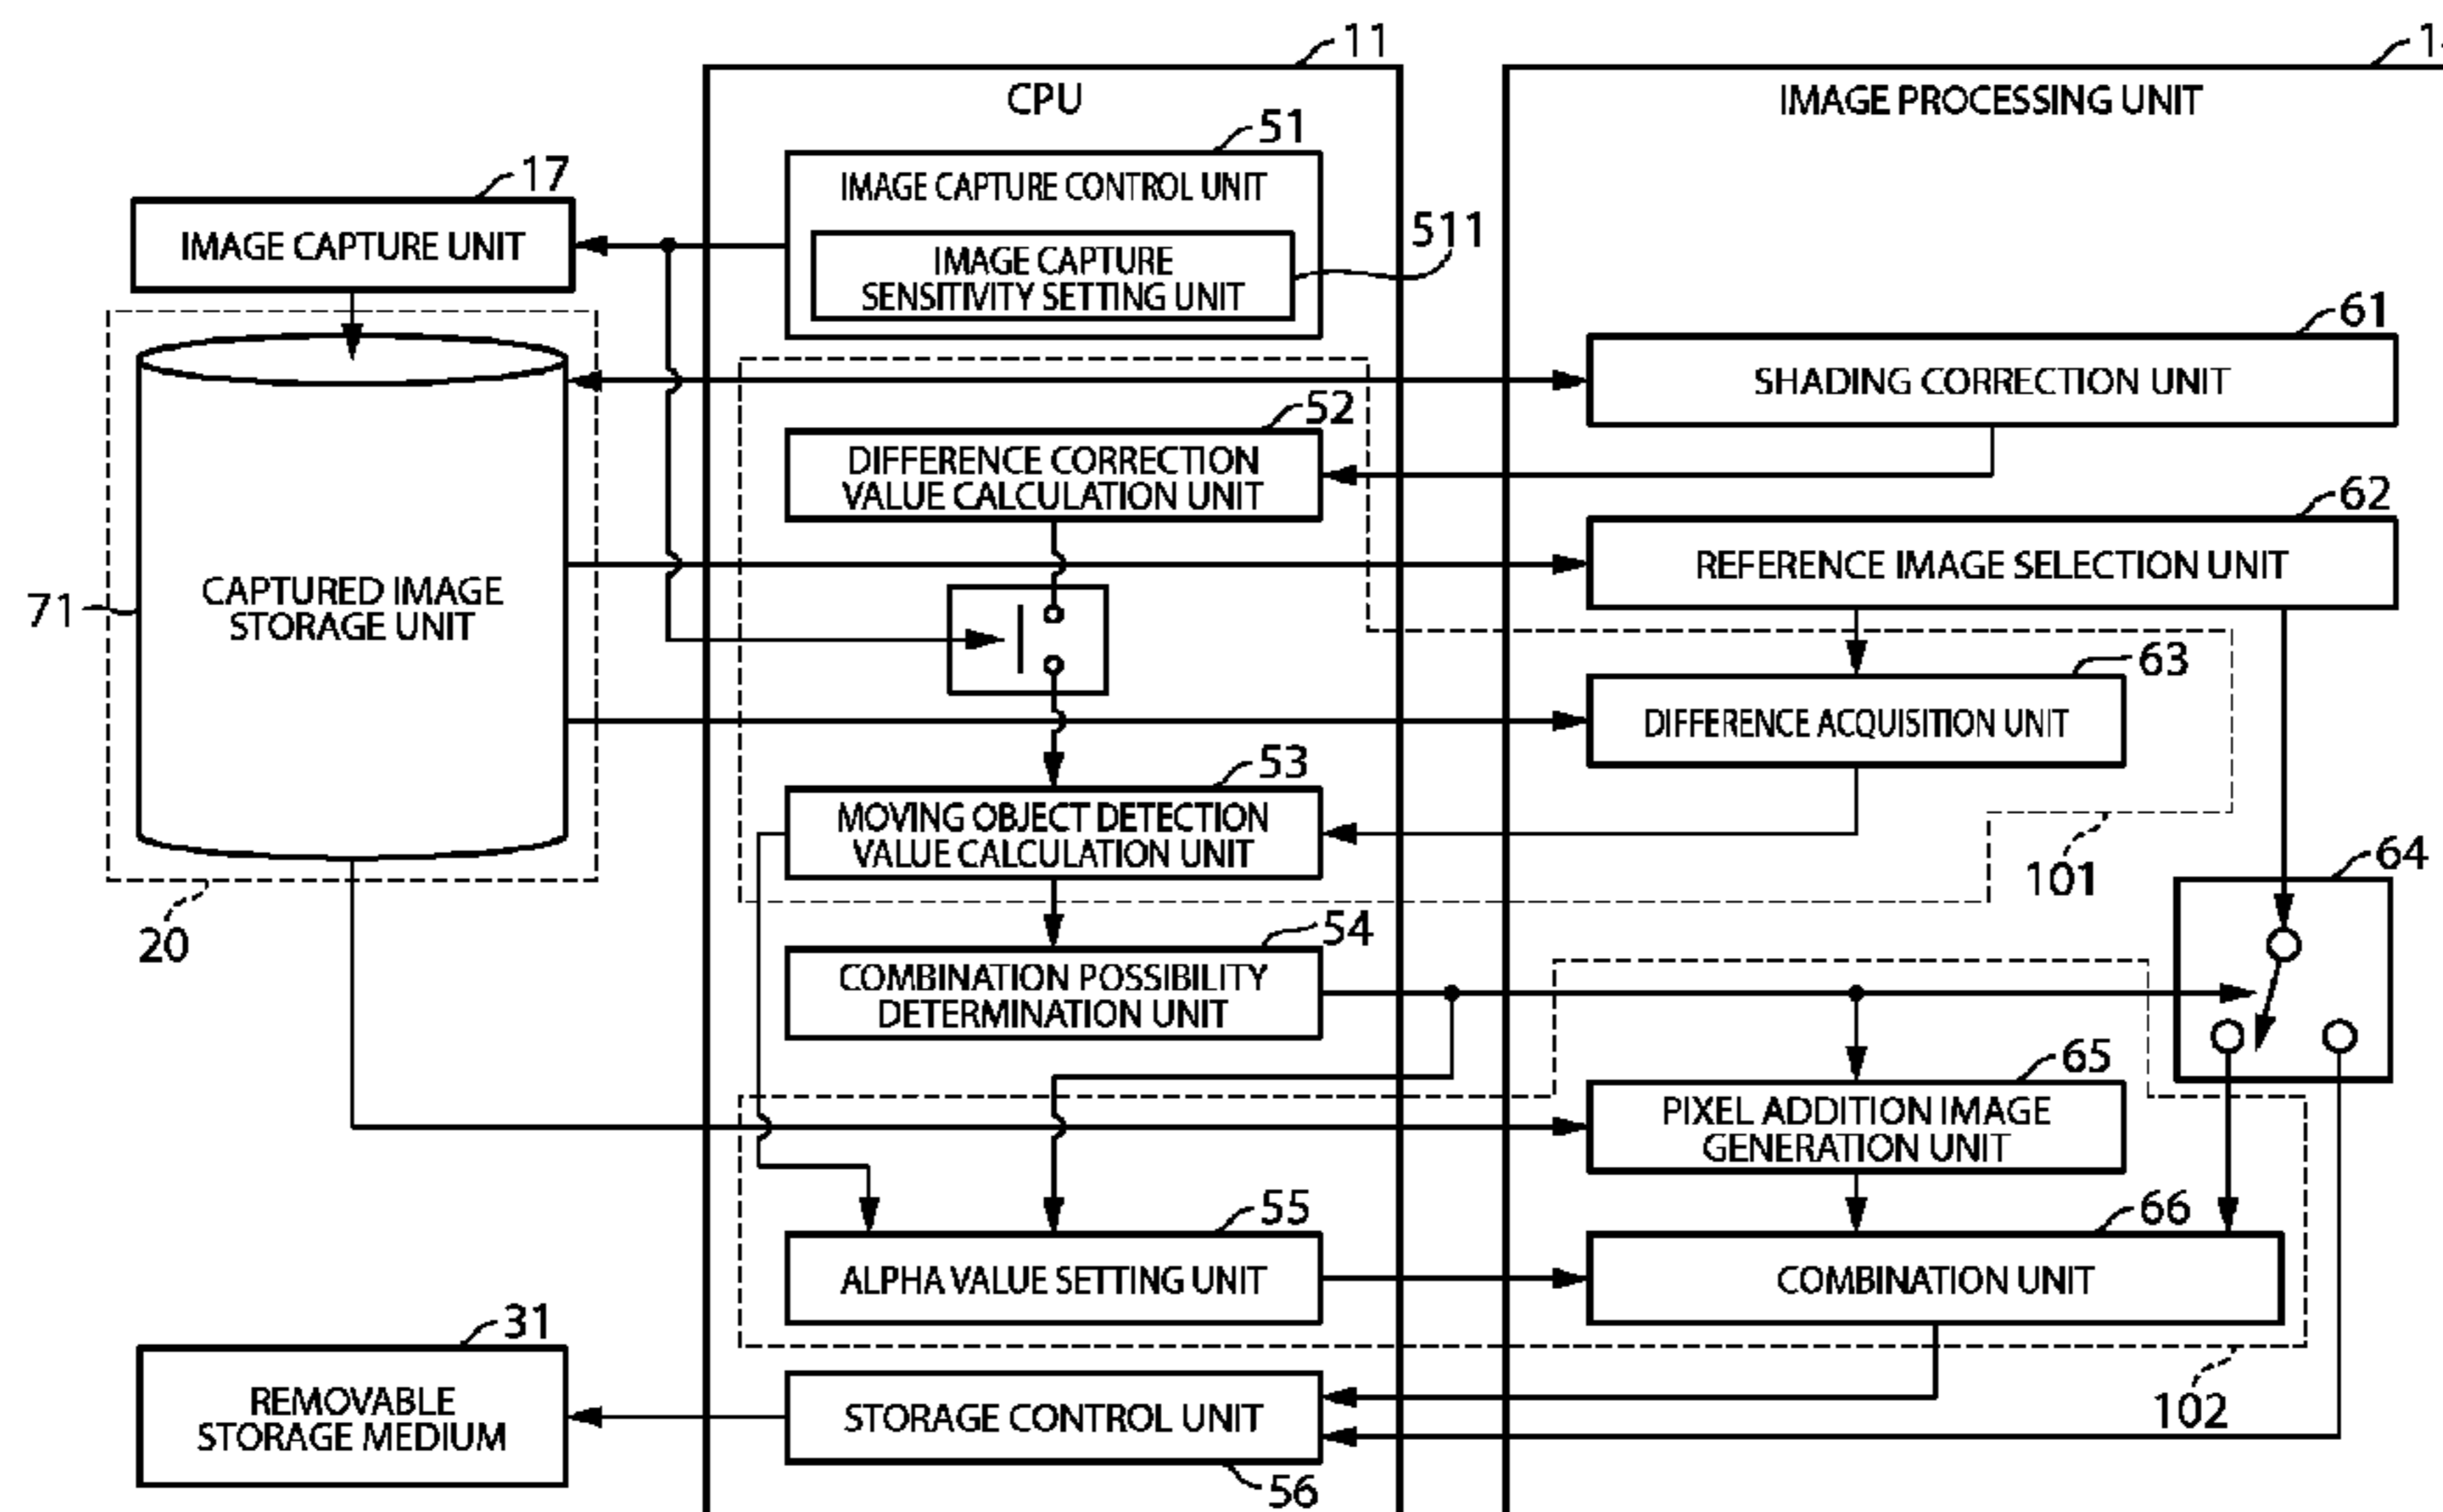 11
CPU
1
IMAGE PROCESSING UNIT
51
IMAGE CAPTURE CONTROL UNIT
511
IMAGE CAPTURE
SENSITIVITY SETTING UNIT
17
IMAGE CAPTURE UNIT
61
SHADING CORRECTION UNIT
52
DIFFERENCE CORRECTION
VALUE CALCULATION UNIT
62
REFERENCE IMAGE SELECTION UNIT
71
CAPTURED IMAGE
STORAGE UNIT
63
DIFFERENCE ACQUISITION UNIT
53
MOVING OBJECT DETECTION
VALUE CALCULATION UNIT
101
64
20
54
COMBINATION POSSIBILITY
DETERMINATION UNIT
65
PIXEL ADDITION IMAGE
GENERATION UNIT
55
ALPHA VALUE SETTING UNIT
66
COMBINATION UNIT
31
REMOVABLE
STORAGE MEDIUM
STORAGE CONTROL UNIT
56
102